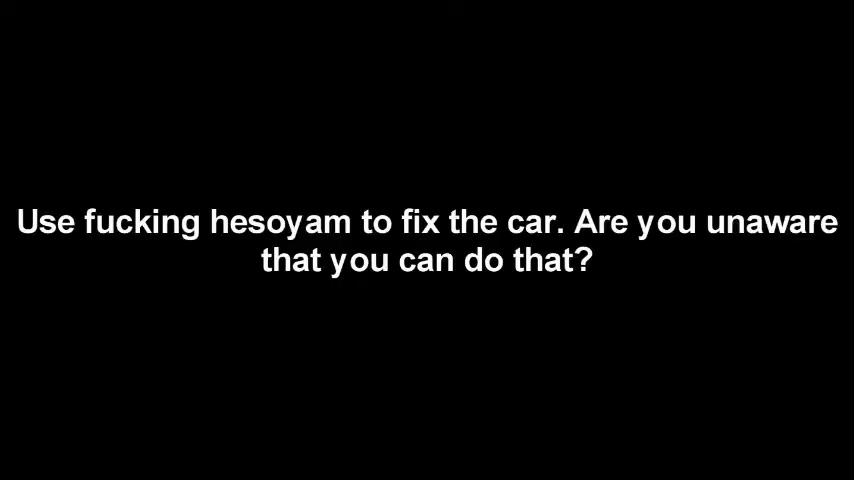 Use fucking hesoyam to fix the car. Are you unaware
that you can do that?